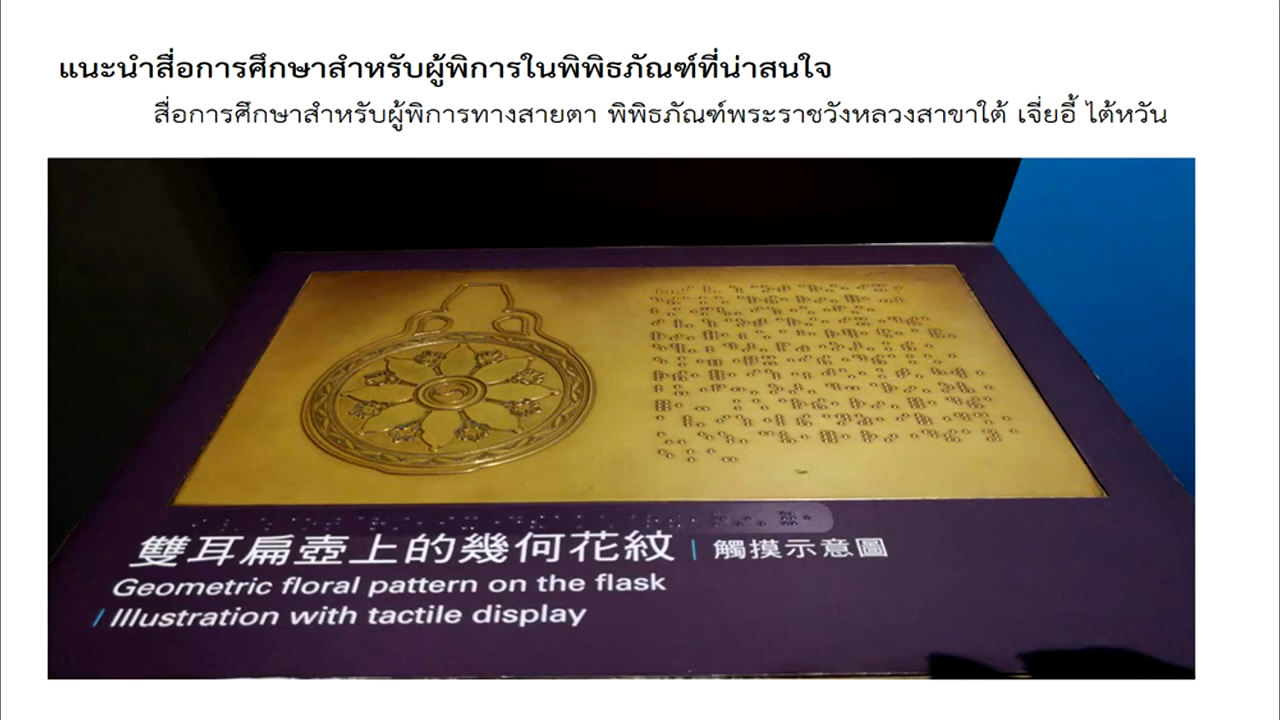 แนะนำสื่อการศึกษาสำหรับผู้พิการในพิพิธภัณฑ์ที่น่าสนใจ
สื่อการศึกษาสำหรับผู้พิการทางสายตา พิพิธภัณฑ์พระราชวังหลวงสาขาใต้ เจี่ยอี้ ไต้หวัน
雙耳扁壺上的幾何花紋 | 觸摸示意圖
Geometric floral pattern on the flask
/ Illustration with tactile display